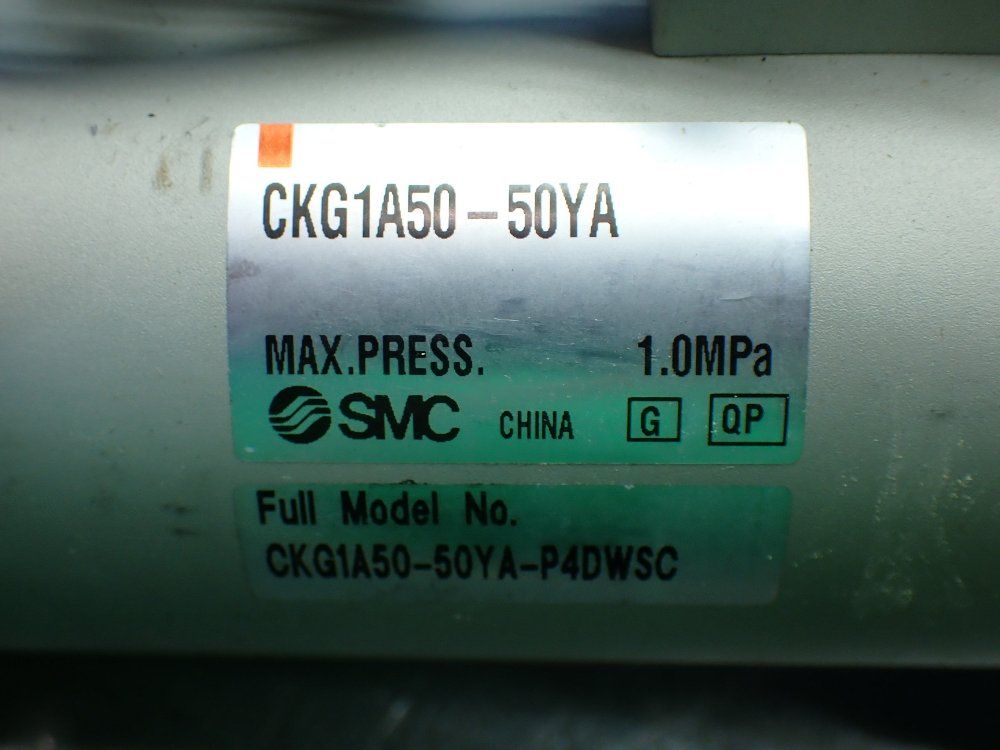 CKG1A50-50YA
MAX.PRESS. 1.0MPa
SMC CHINA G QP
Full Model No.
CKG1A50-50YA-P4DWSC